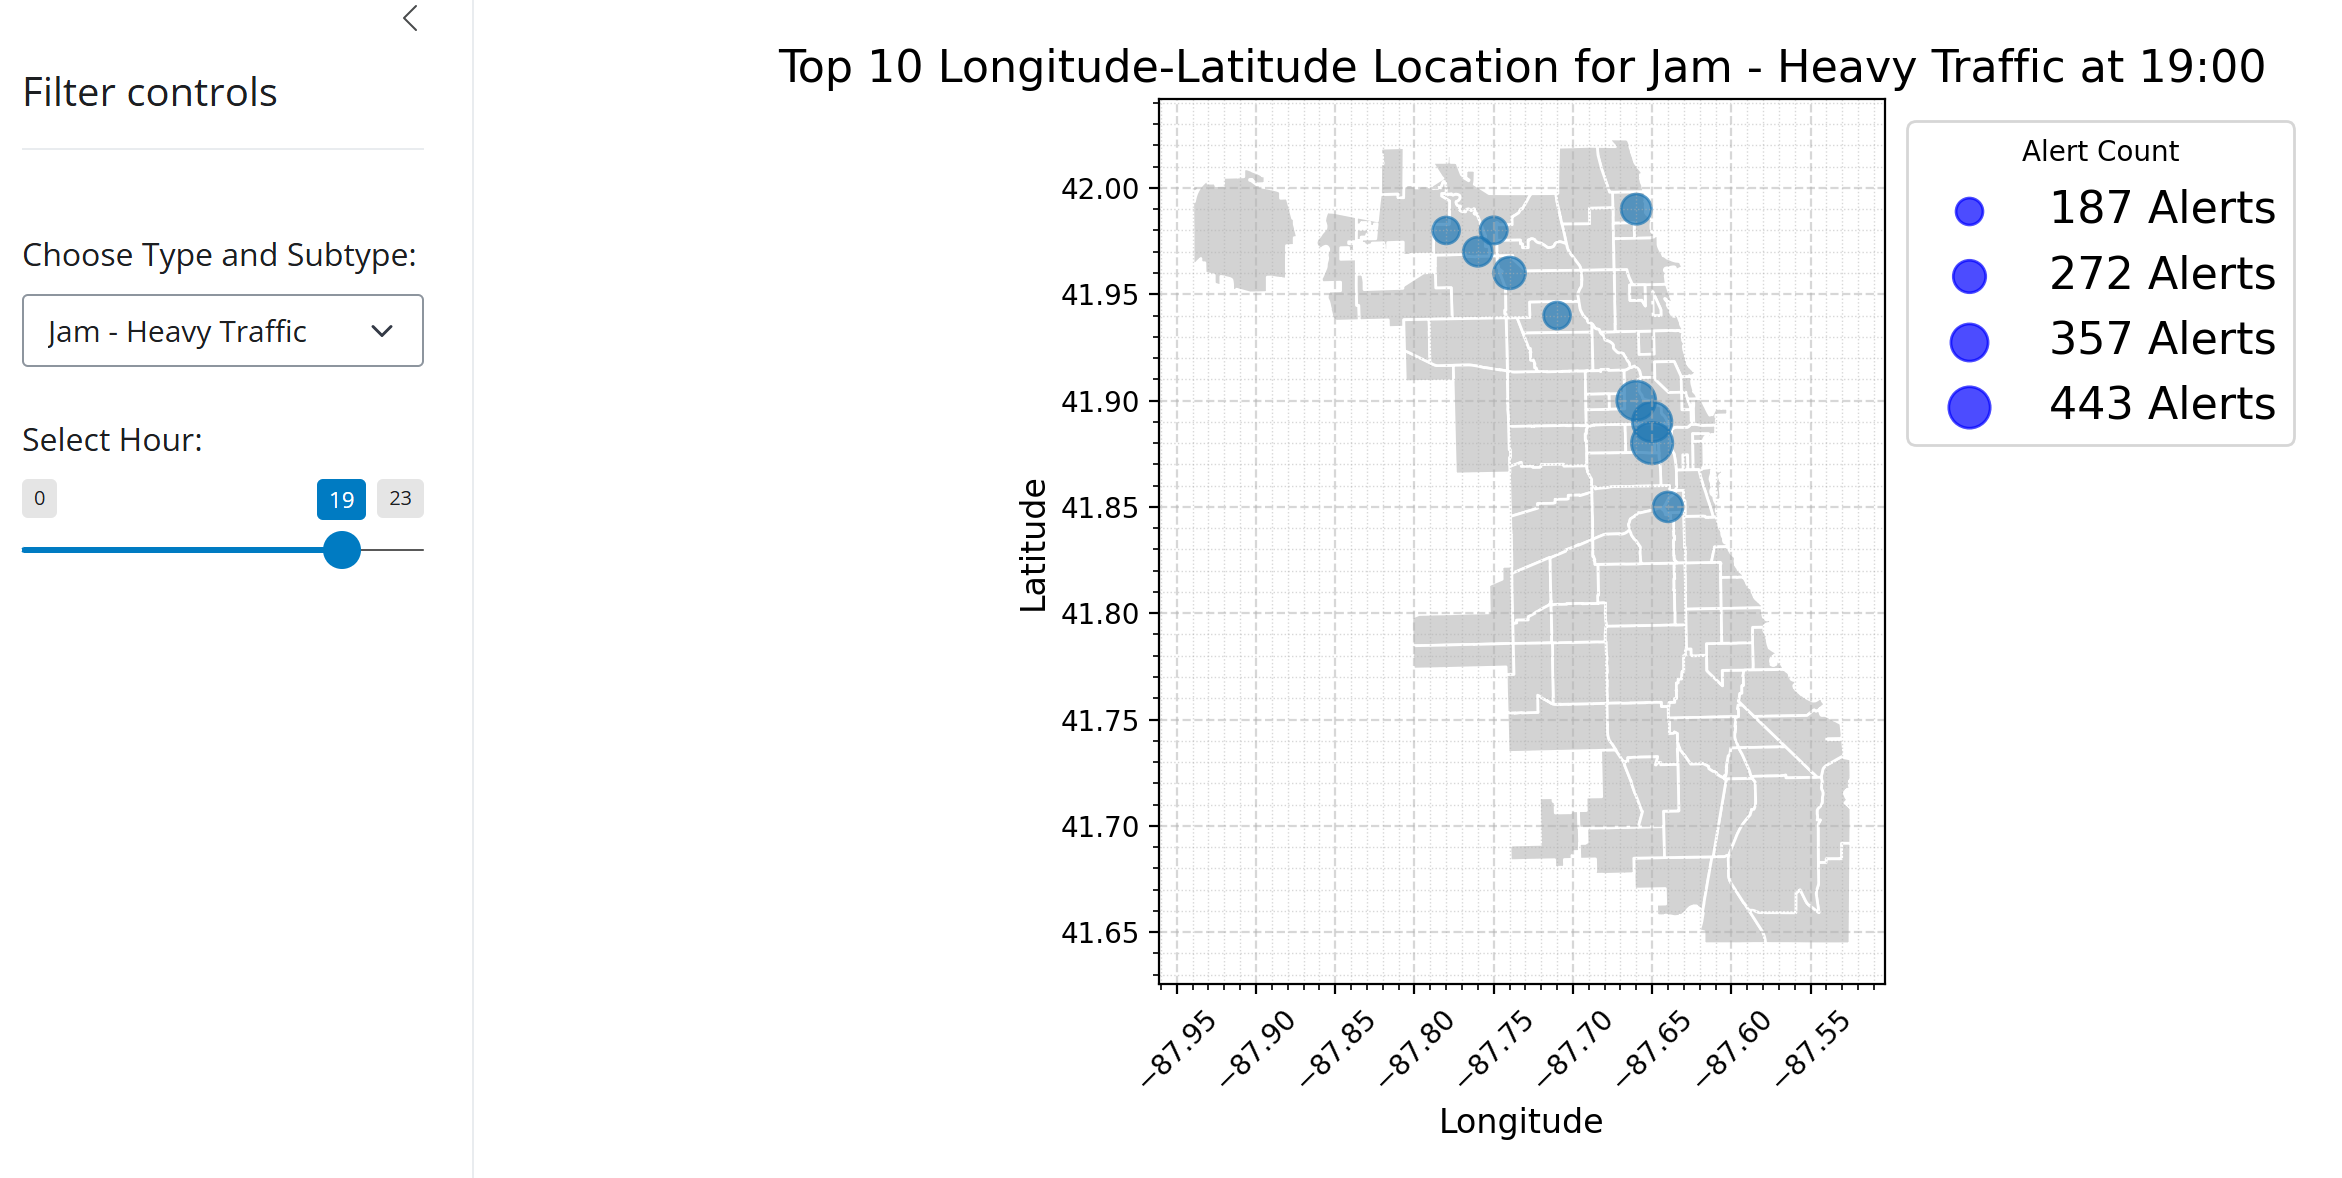 Filter controls
Choose Type and Subtype:
Jam - Heavy Traffic
Select Hour:
0
19
23
Top 10 Longitude-Latitude Location for Jam - Heavy Traffic at 19:00
Alert Count
187 Alerts
272 Alerts
357 Alerts
443 Alerts
Latitude
42.00
41.95
41.90
41.85
41.80
41.75
41.70
41.65
−87.95
−87.90
−87.85
−87.80
−87.75
−87.70
−87.65
−87.60
−87.55
Longitude